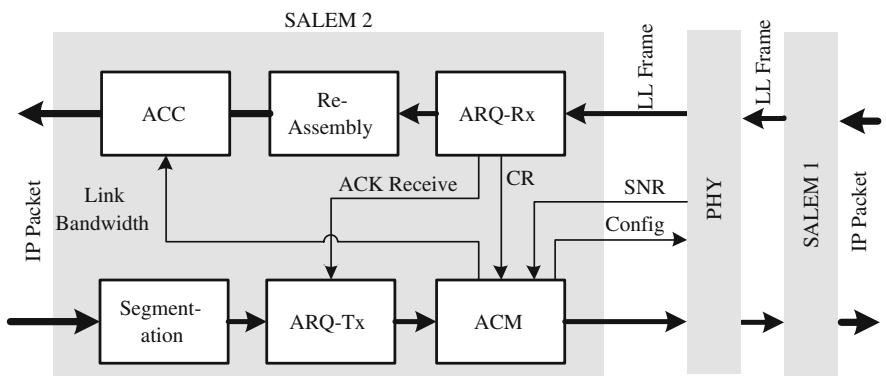 SALEM 2
LL Frame
LL Frame
ACC
Re-
Assembly
ARQ-Rx
IP Packet
Link
Bandwidth
ACK Receive
CR
SNR
Config
PHY
SALEM 1
IP Packet
Segment-
ation
ARQ-Tx
ACM